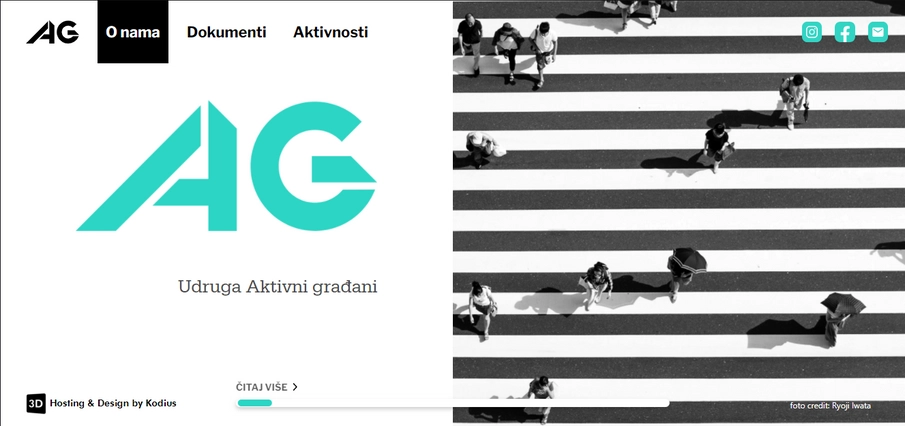 AG
O nama
Dokumenti
Aktivnosti
AG
Udruga Aktivni građani
ČITAJ VIŠE
3D Hosting & Design by Kodius
foto credit: Ryoji Iwata